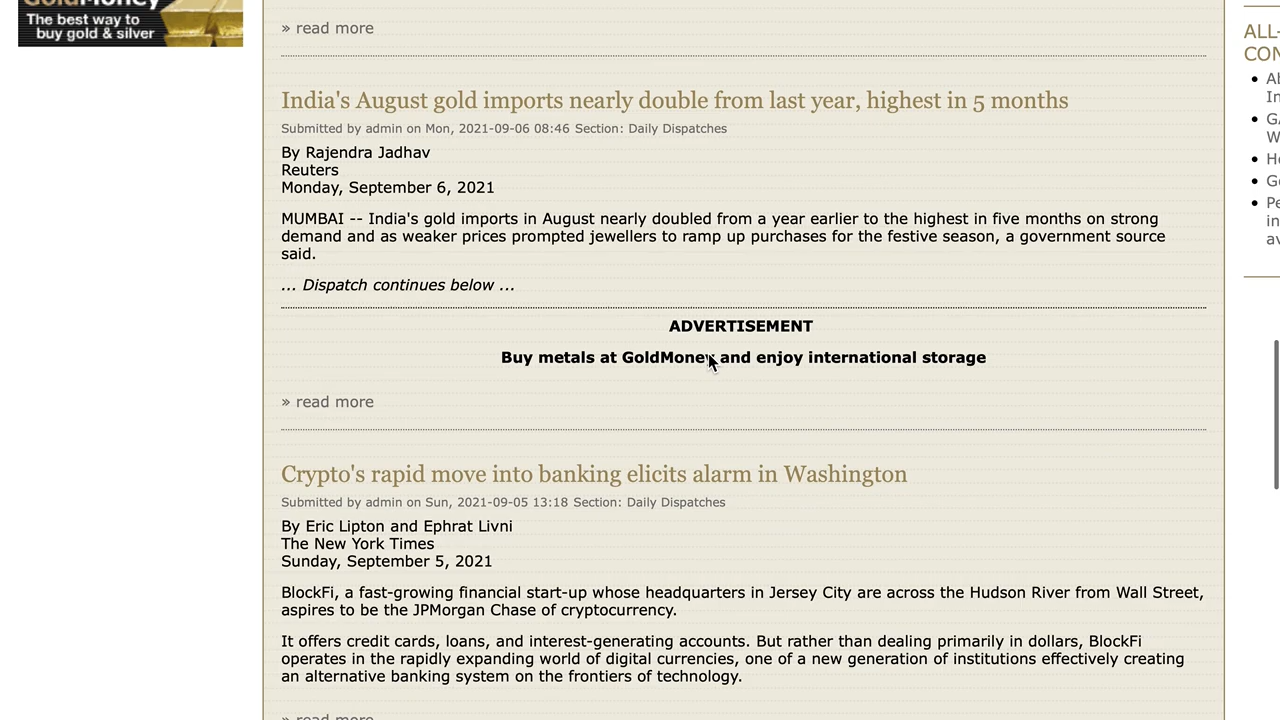 The best way to
buy gold & silver
» read more
India's August gold imports nearly double from last year, highest in 5 months
Submitted by admin on Mon, 2021-09-06 08:46 Section: Daily Dispatches
By Rajendra Jadhav
Reuters
Monday, September 6, 2021
MUMBAI -- India's gold imports in August nearly doubled from a year earlier to the highest in five months on strong
demand and as weaker prices prompted jewellers to ramp up purchases for the festive season, a government source
said.
... Dispatch continues below ...
ADVERTISEMENT
Buy metals at GoldMoney and enjoy international storage
» read more
Crypto's rapid move into banking elicits alarm in Washington
Submitted by admin on Sun, 2021-09-05 13:18 Section: Daily Dispatches
By Eric Lipton and Ephrat Livni
The New York Times
Sunday, September 5, 2021
BlockFi, a fast-growing financial start-up whose headquarters in Jersey City are across the Hudson River from Wall Street,
aspires to be the JPMorgan Chase of cryptocurrency.
It offers credit cards, loans, and interest-generating accounts. But rather than dealing primarily in dollars, BlockFi
operates in the rapidly expanding world of digital currencies, one of a new generation of institutions effectively creating
an alternative banking system on the frontiers of technology.
» read more
ALL-